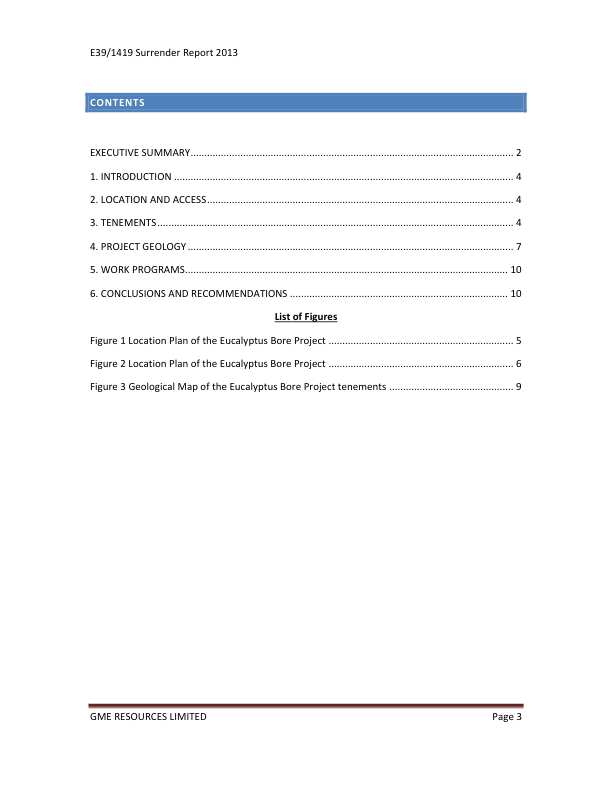 E39/1419 Surrender Report 2013
CONTENTS
EXECUTIVE SUMMARY.................................................................................................................... 2
1. INTRODUCTION .......................................................................................................................... 4
2. LOCATION AND ACCESS............................................................................................................... 4
3. TENEMENTS................................................................................................................................ 4
4. PROJECT GEOLOGY ..................................................................................................................... 7
5. WORK PROGRAMS.................................................................................................................... 10
6. CONCLUSIONS AND RECOMMENDATIONS .............................................................................. 10
List of Figures
Figure 1 Location Plan of the Eucalyptus Bore Project ................................................................... 5
Figure 2 Location Plan of the Eucalyptus Bore Project ................................................................... 6
Figure 3 Geological Map of the Eucalyptus Bore Project tenements ............................................. 9
GME RESOURCES LIMITED Page 3